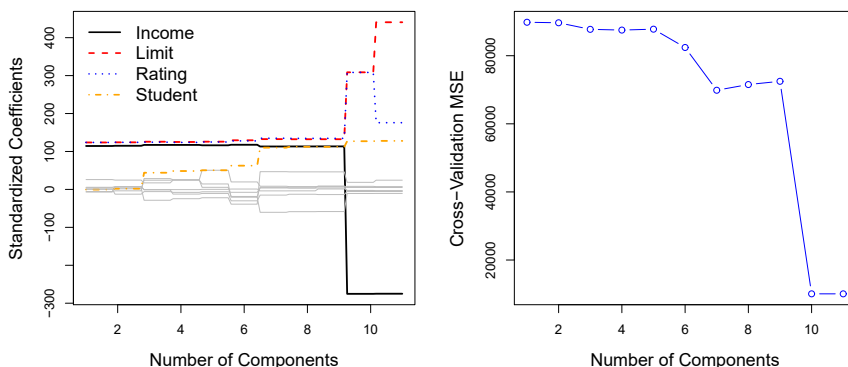 Standardized Coefficients
400
300
200
100
0
-100
-300
Income
Limit
Rating
Student
2
4
6
8
10
Number of Components
Cross-Validation MSE
80000
60000
40000
20000
2
4
6
8
10
Number of Components